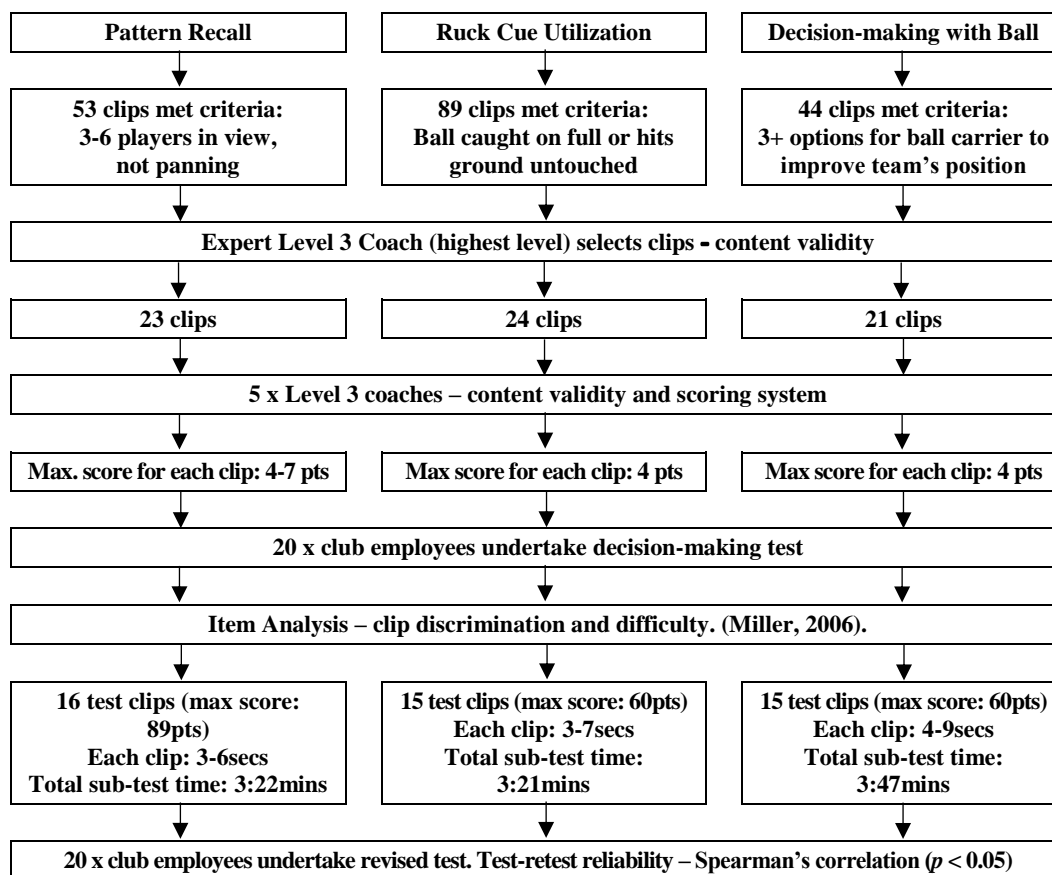 Pattern Recall
Ruck Cue Utilization
Decision-making with Ball
53 clips met criteria:
3-6 players in view,
not panning
89 clips met criteria:
Ball caught on full or hits
ground untouched
44 clips met criteria:
3+ options for ball carrier to
improve team’s position
Expert Level 3 Coach (highest level) selects clips - content validity
23 clips
24 clips
21 clips
5 x Level 3 coaches – content validity and scoring system
Max. score for each clip: 4-7 pts
Max score for each clip: 4 pts
Max score for each clip: 4 pts
20 x club employees undertake decision-making test
Item Analysis – clip discrimination and difficulty. (Miller, 2006).
16 test clips (max score:
89pts)
Each clip: 3-6secs
Total sub-test time: 3:22mins
15 test clips (max score: 60pts)
Each clip: 3-7secs
Total sub-test time:
3:21mins
15 test clips (max score: 60pts)
Each clip: 4-9secs
Total sub-test time:
3:47mins
20 x club employees undertake revised test. Test-retest reliability – Spearman’s correlation (p < 0.05)